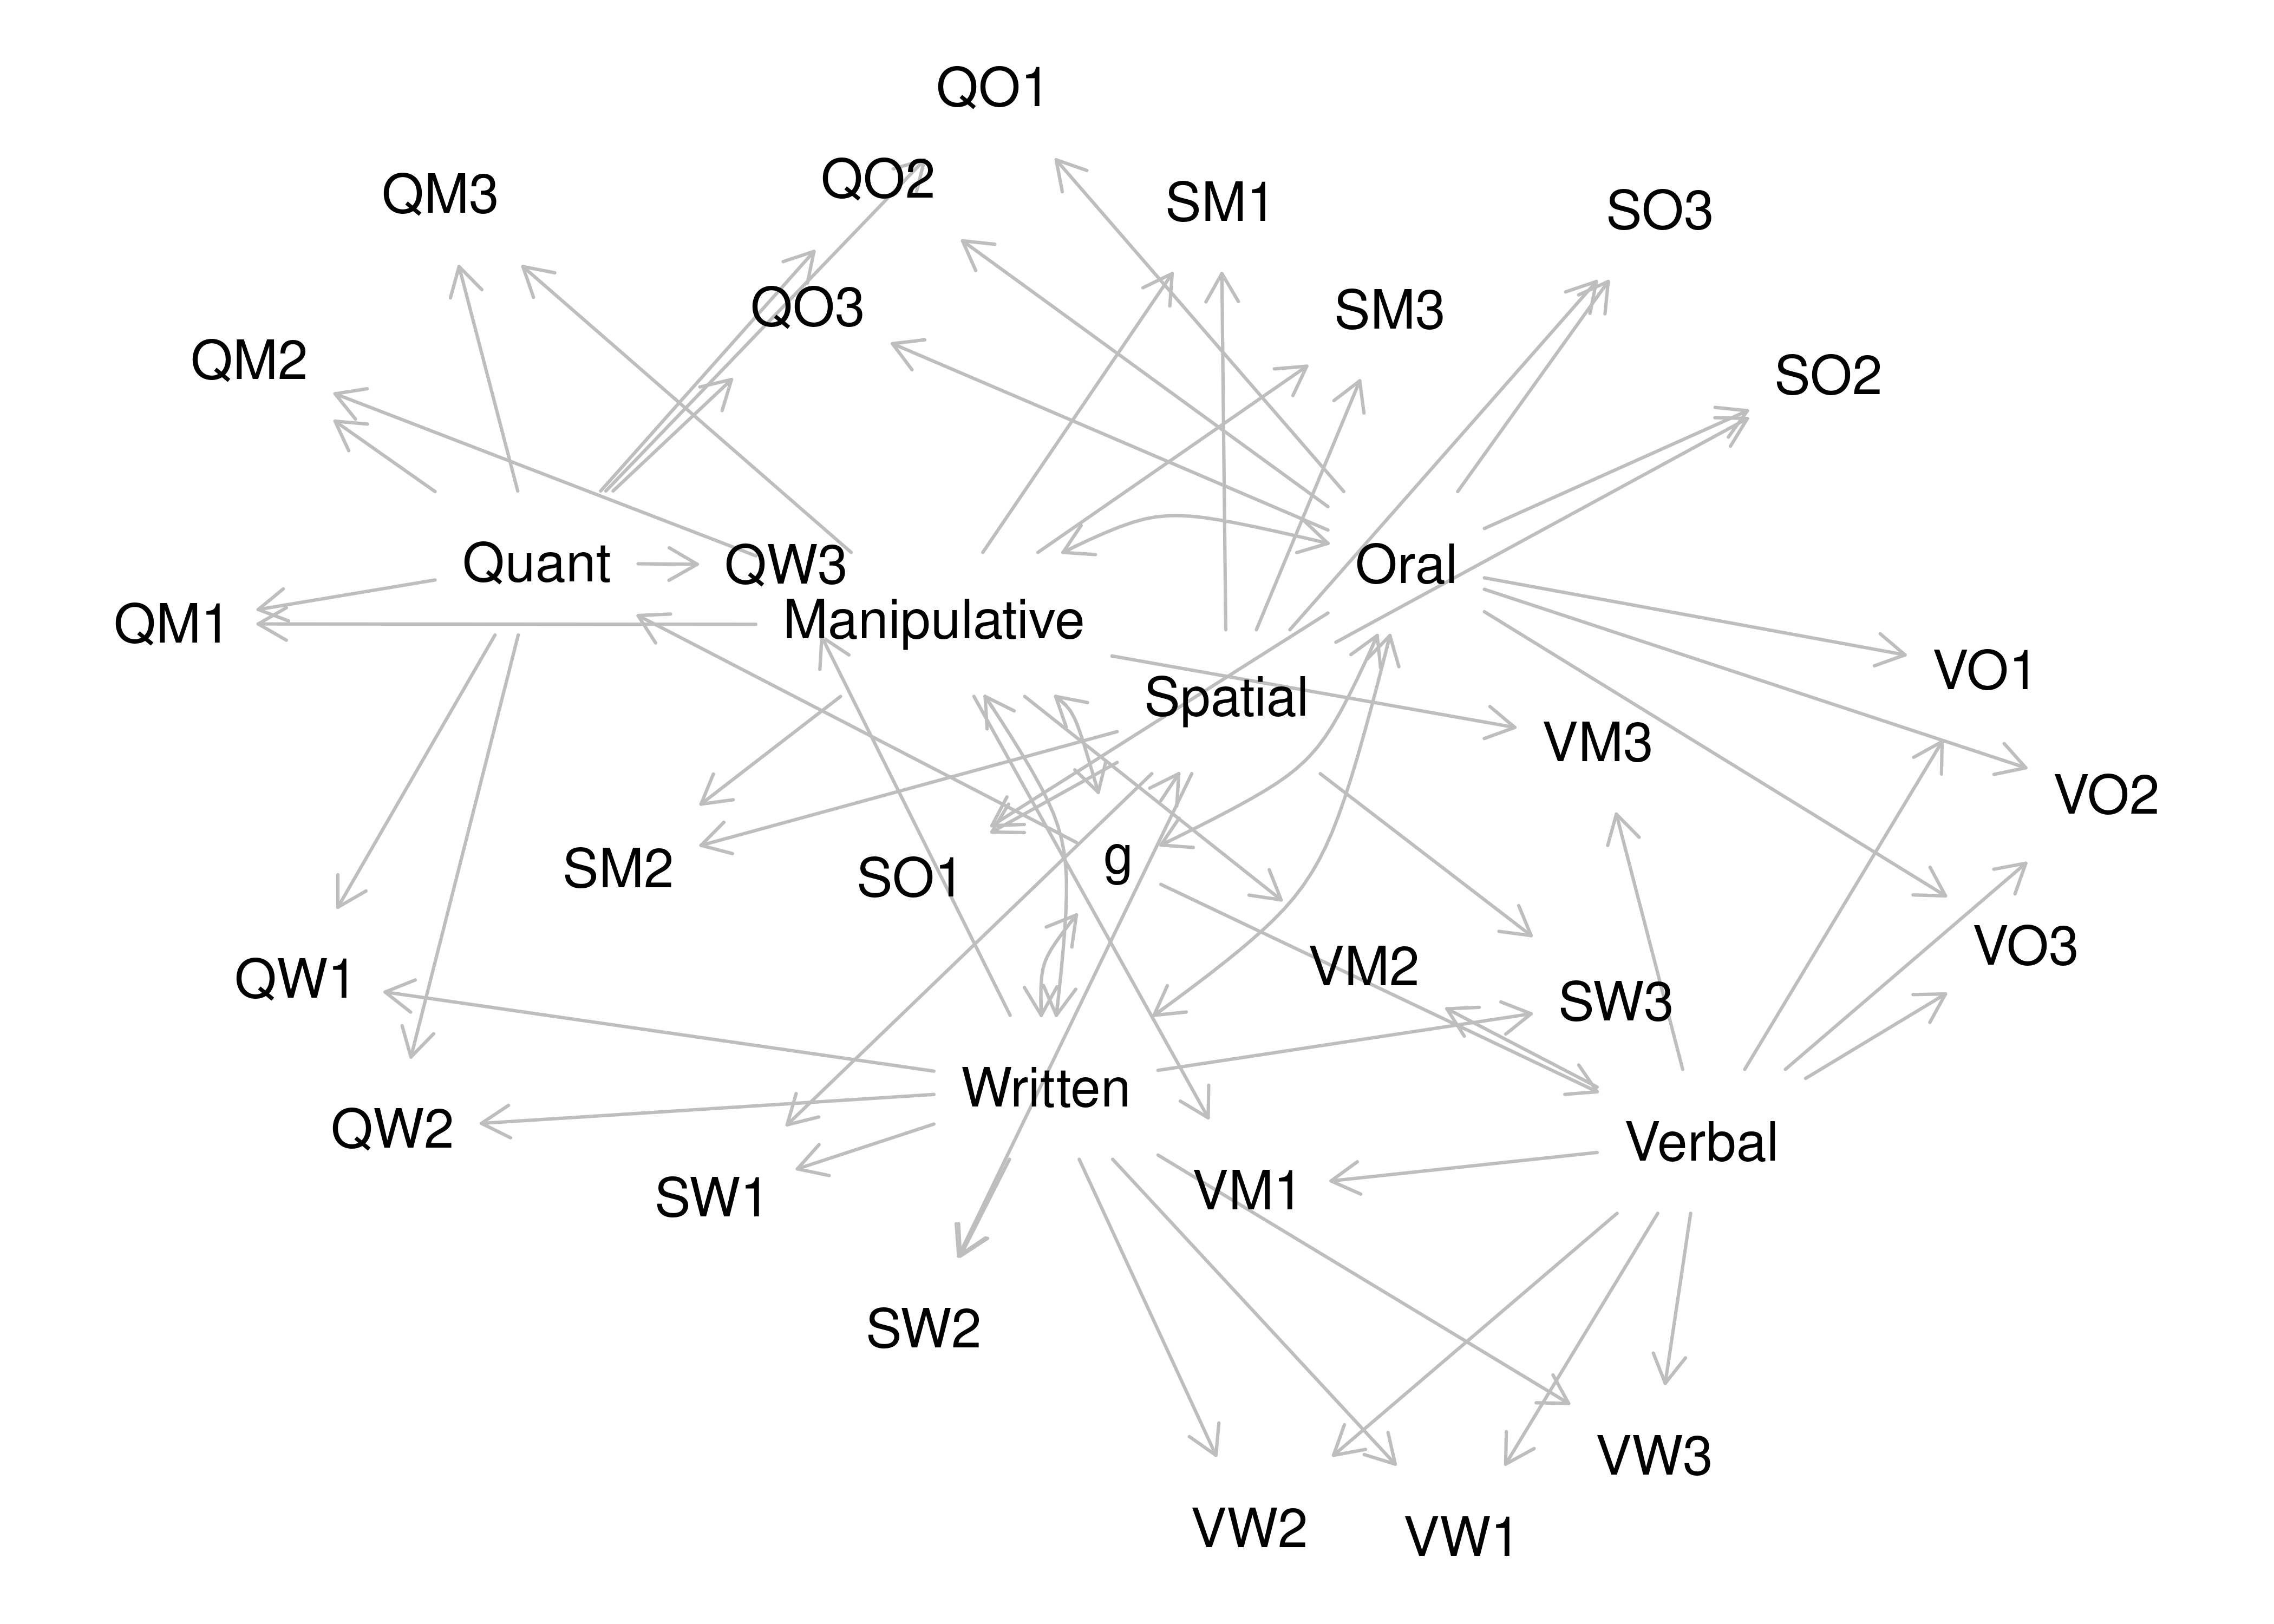 QO1
QO2
QM3
SM1
SO3
QO3
SM3
QM2
SO2
Quant
QW3
Oral
QM1
Manipulative
VO1
Spatial
VM3
VO2
SM2
SO1
g
VO3
QW1
VM2
SW3
Written
QW2
Verbal
SW1
VM1
SW2
VW3
VW2
VW1